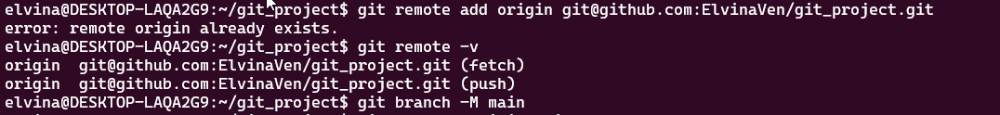 elvina@DESKTOP-LAQA2G9:~/git_project$ git remote add origin git@github.com:ElvinaVen/git_project.git
error: remote origin already exists.
elvina@DESKTOP-LAQA2G9:~/git_project$ git remote -v
origin  git@github.com:ElvinaVen/git_project.git (fetch)
origin  git@github.com:ElvinaVen/git_project.git (push)
elvina@DESKTOP-LAQA2G9:~/git_project$ git branch -M main